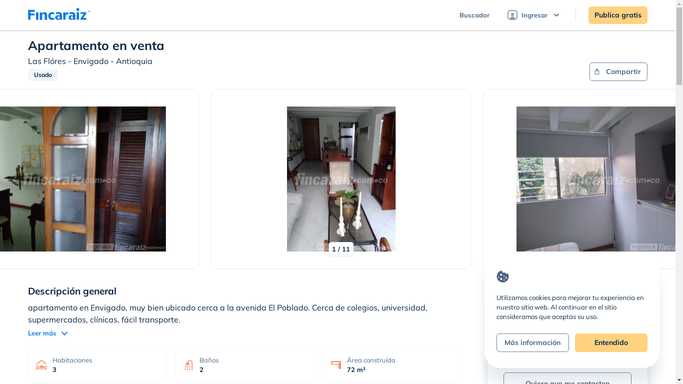 Fincaraiz
Buscador
Ingresar
Publica gratis
Apartamento en venta
Las Flóres - Envigado - Antioquia
Usado
Compartir
fincaraiz.com.co
fincaraiz
fincaraiz.com.co
fincaraiz
fincaraiz.com.co
fincaraiz
1 / 11
Descripción general
apartamento en Envigado, muy bien ubicado cerca a la avenida El Poblado. Cerca de colegios, universidad,
supermercados, clínicas, fácil transporte.
Leer más
Habitaciones
3
Baños
2
Área construida
72 m²
Utilizamos cookies para mejorar tu experiencia en
nuestro sitio web. Al continuar en el sitio
consideramos que aceptas su uso.
Más información
Entendido
Quiero que me contacten